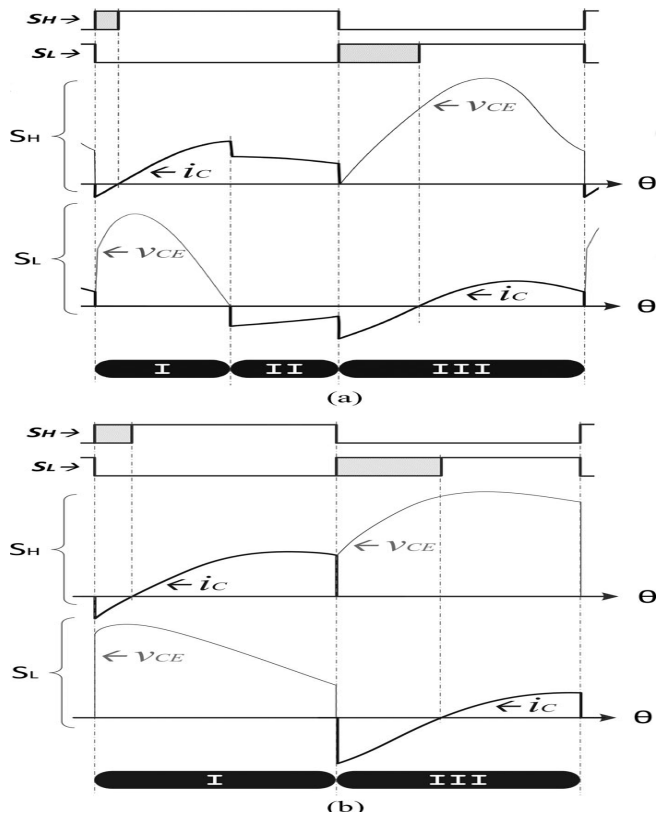 SH→
SL→
SH
← vCE
← iC
Θ
SL
← vCE
← iC
Θ
I II III
(a)
SH→
SL→
SH
← vCE
← iC
Θ
SL
← vCE
← iC
Θ
I III
(b)